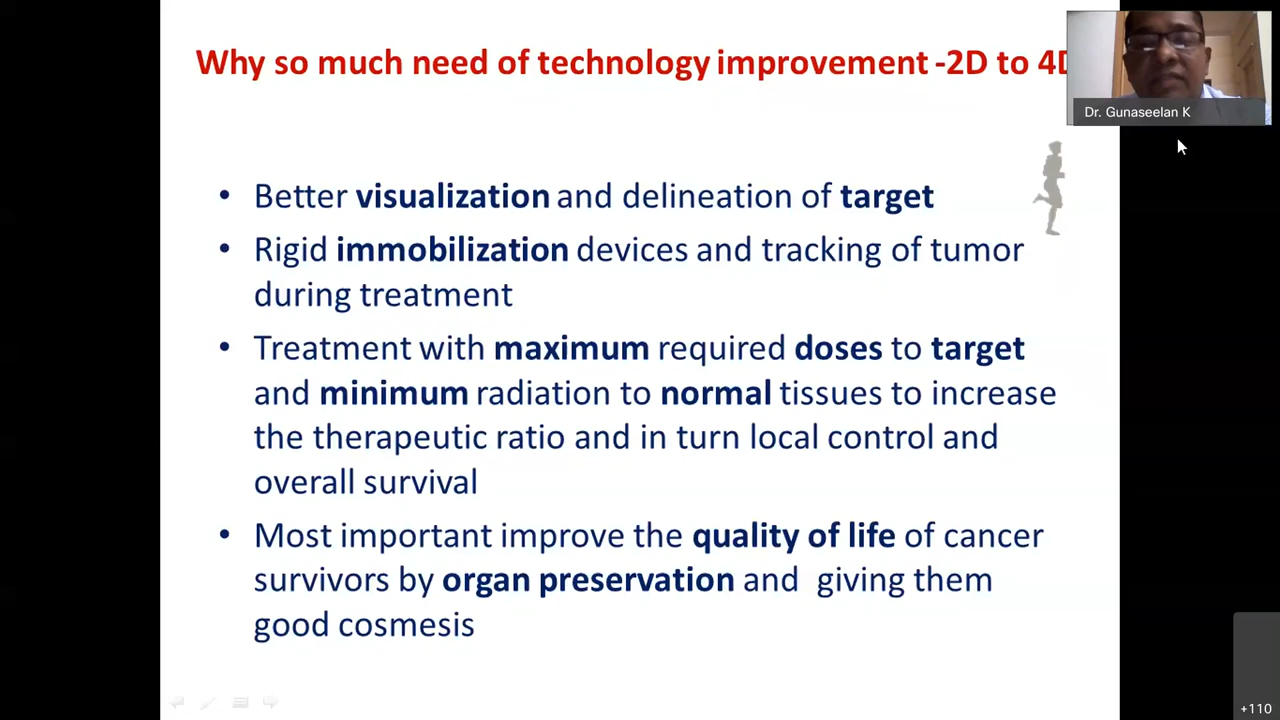 Why so much need of technology improvement -2D to 4D
Dr. Gunaseelan K
• Better visualization and delineation of target
• Rigid immobilization devices and tracking of tumor
during treatment
• Treatment with maximum required doses to target
and minimum radiation to normal tissues to increase
the therapeutic ratio and in turn local control and
overall survival
• Most important improve the quality of life of cancer
survivors by organ preservation and giving them
good cosmesis
+110